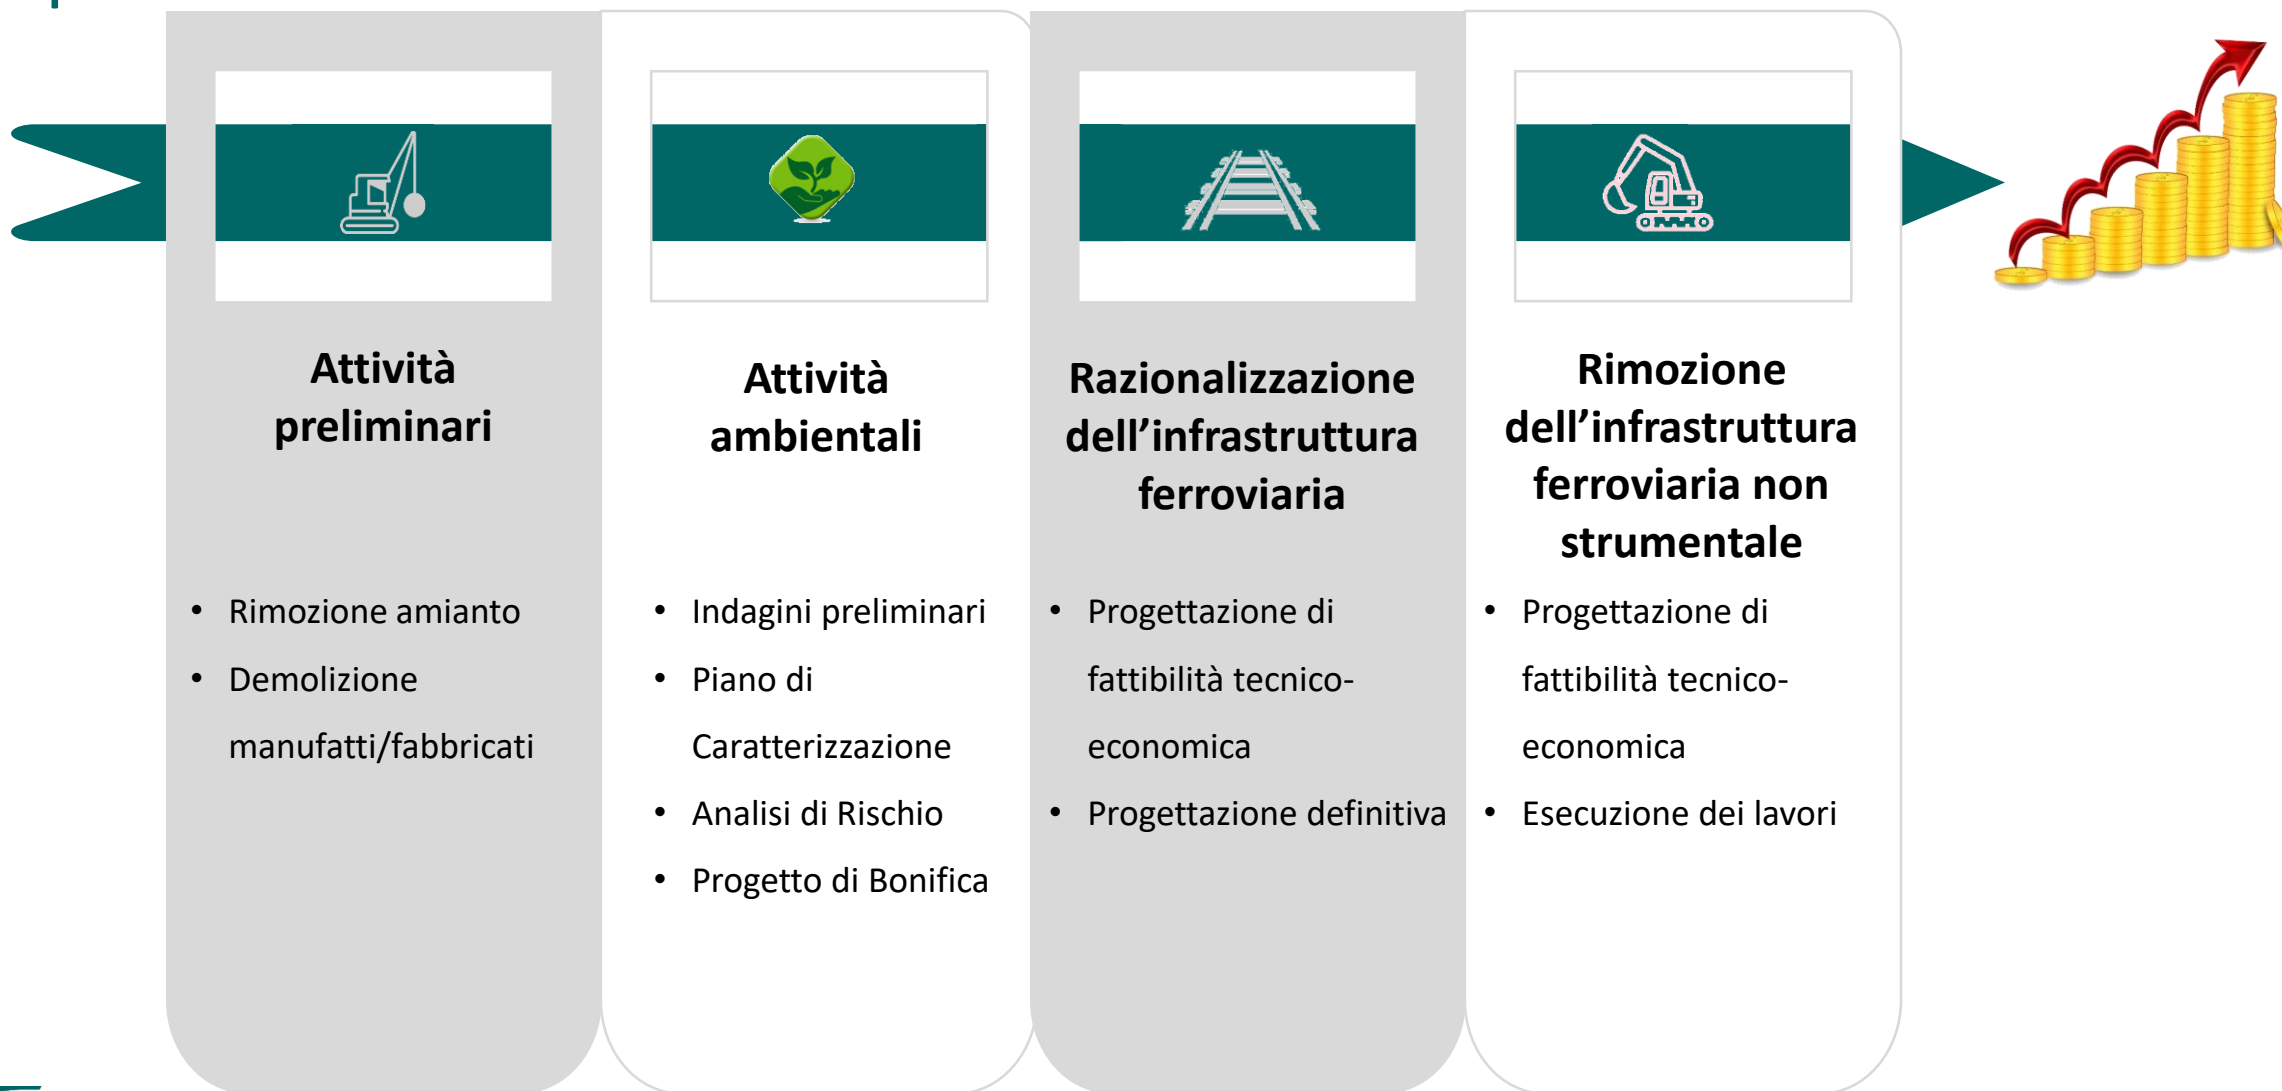 Attività
preliminari
• Rimozione amianto
• Demolizione
manufatti/fabbricati
Attività
ambientali
• Indagini preliminari
• Piano di
Caratterizzazione
• Analisi di Rischio
• Progetto di Bonifica
Razionalizzazione
dell’infrastruttura
ferroviaria
• Progettazione di
fattibilità tecnico-
economica
• Progettazione definitiva
Rimozione
dell’infrastruttura
ferroviaria non
strumentale
• Progettazione di
fattibilità tecnico-
economica
• Esecuzione dei lavori